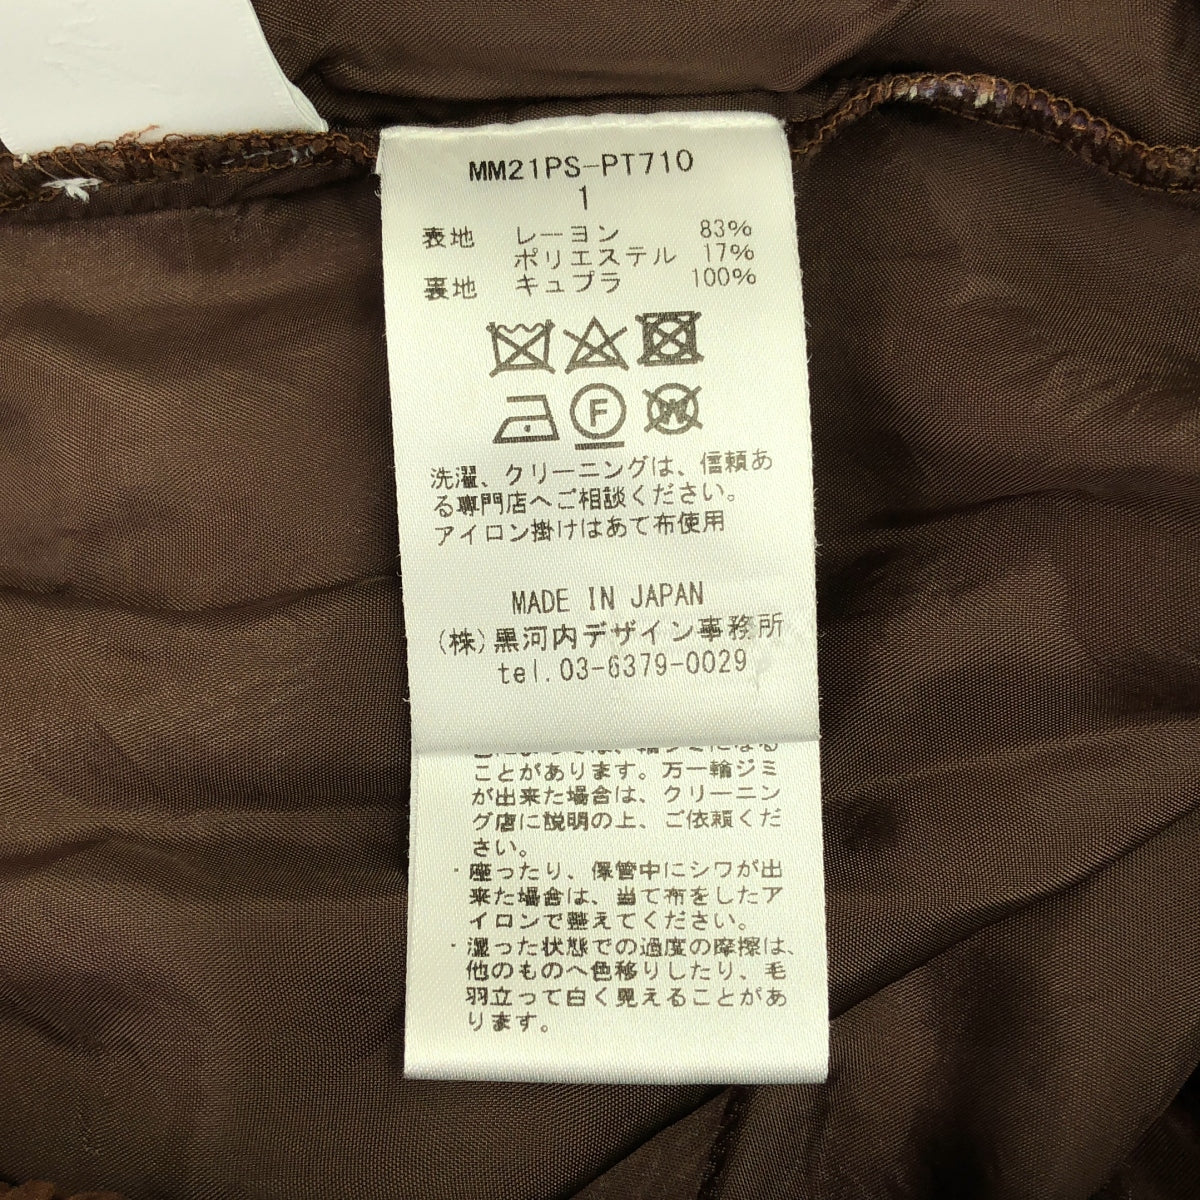 MM21PS-PT710
1
表地 レーヨン 83%
ポリエステル 17%
裏地 キュプラ 100%
F W
洗濯、クリーニングは、信頼あ
る専門店へご相談ください。
アイロン掛けはあて布使用
MADE IN JAPAN
(株)黒河内デザイン事務所
tel.03-6379-0029
ことがあります。万一輪ジミ
が出来た場合は、クリーニン
グ店に説明の上、ご依頼くだ
さい。
・座ったり、保管中にシワが出
来た場合は、当て布をしたア
イロンで整えてください。
・湿った状態での過度の摩擦は、
他のものへ色移りしたり、毛
羽立って白く見えることがあ
ります。